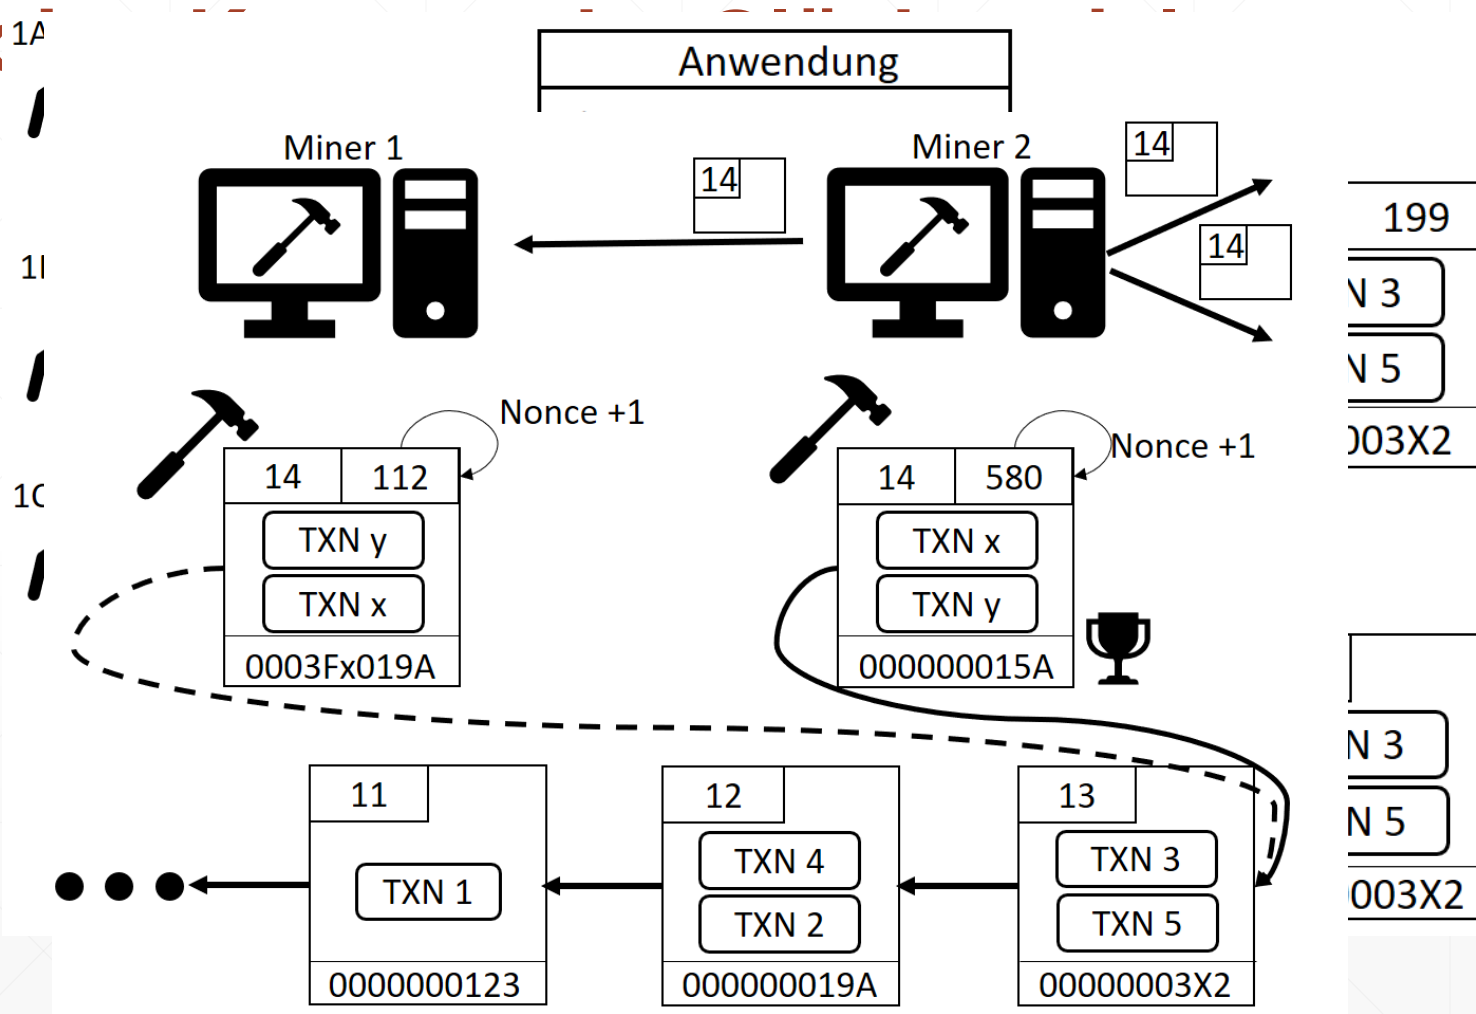 Anwendung
Miner 1
Miner 2
14
14
14
199
N 3
N 5
003X2
Nonce +1
Nonce +1
14 112
TXN y
TXN x
0003Fx019A
14 580
TXN x
TXN y
000000015A
11
TXN 1
0000000123
12
TXN 4
TXN 2
000000019A
13
TXN 3
TXN 5
00000003X2
N 3
N 5
003X2
1A